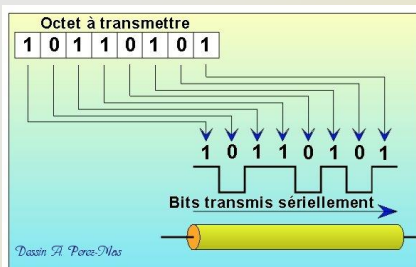 Octet à transmettre
1 0 1 1 0 1 0 1
1 0 1 1 0 1 0 1
Bits transmis sériellement
Dessin A. Perez-Mas